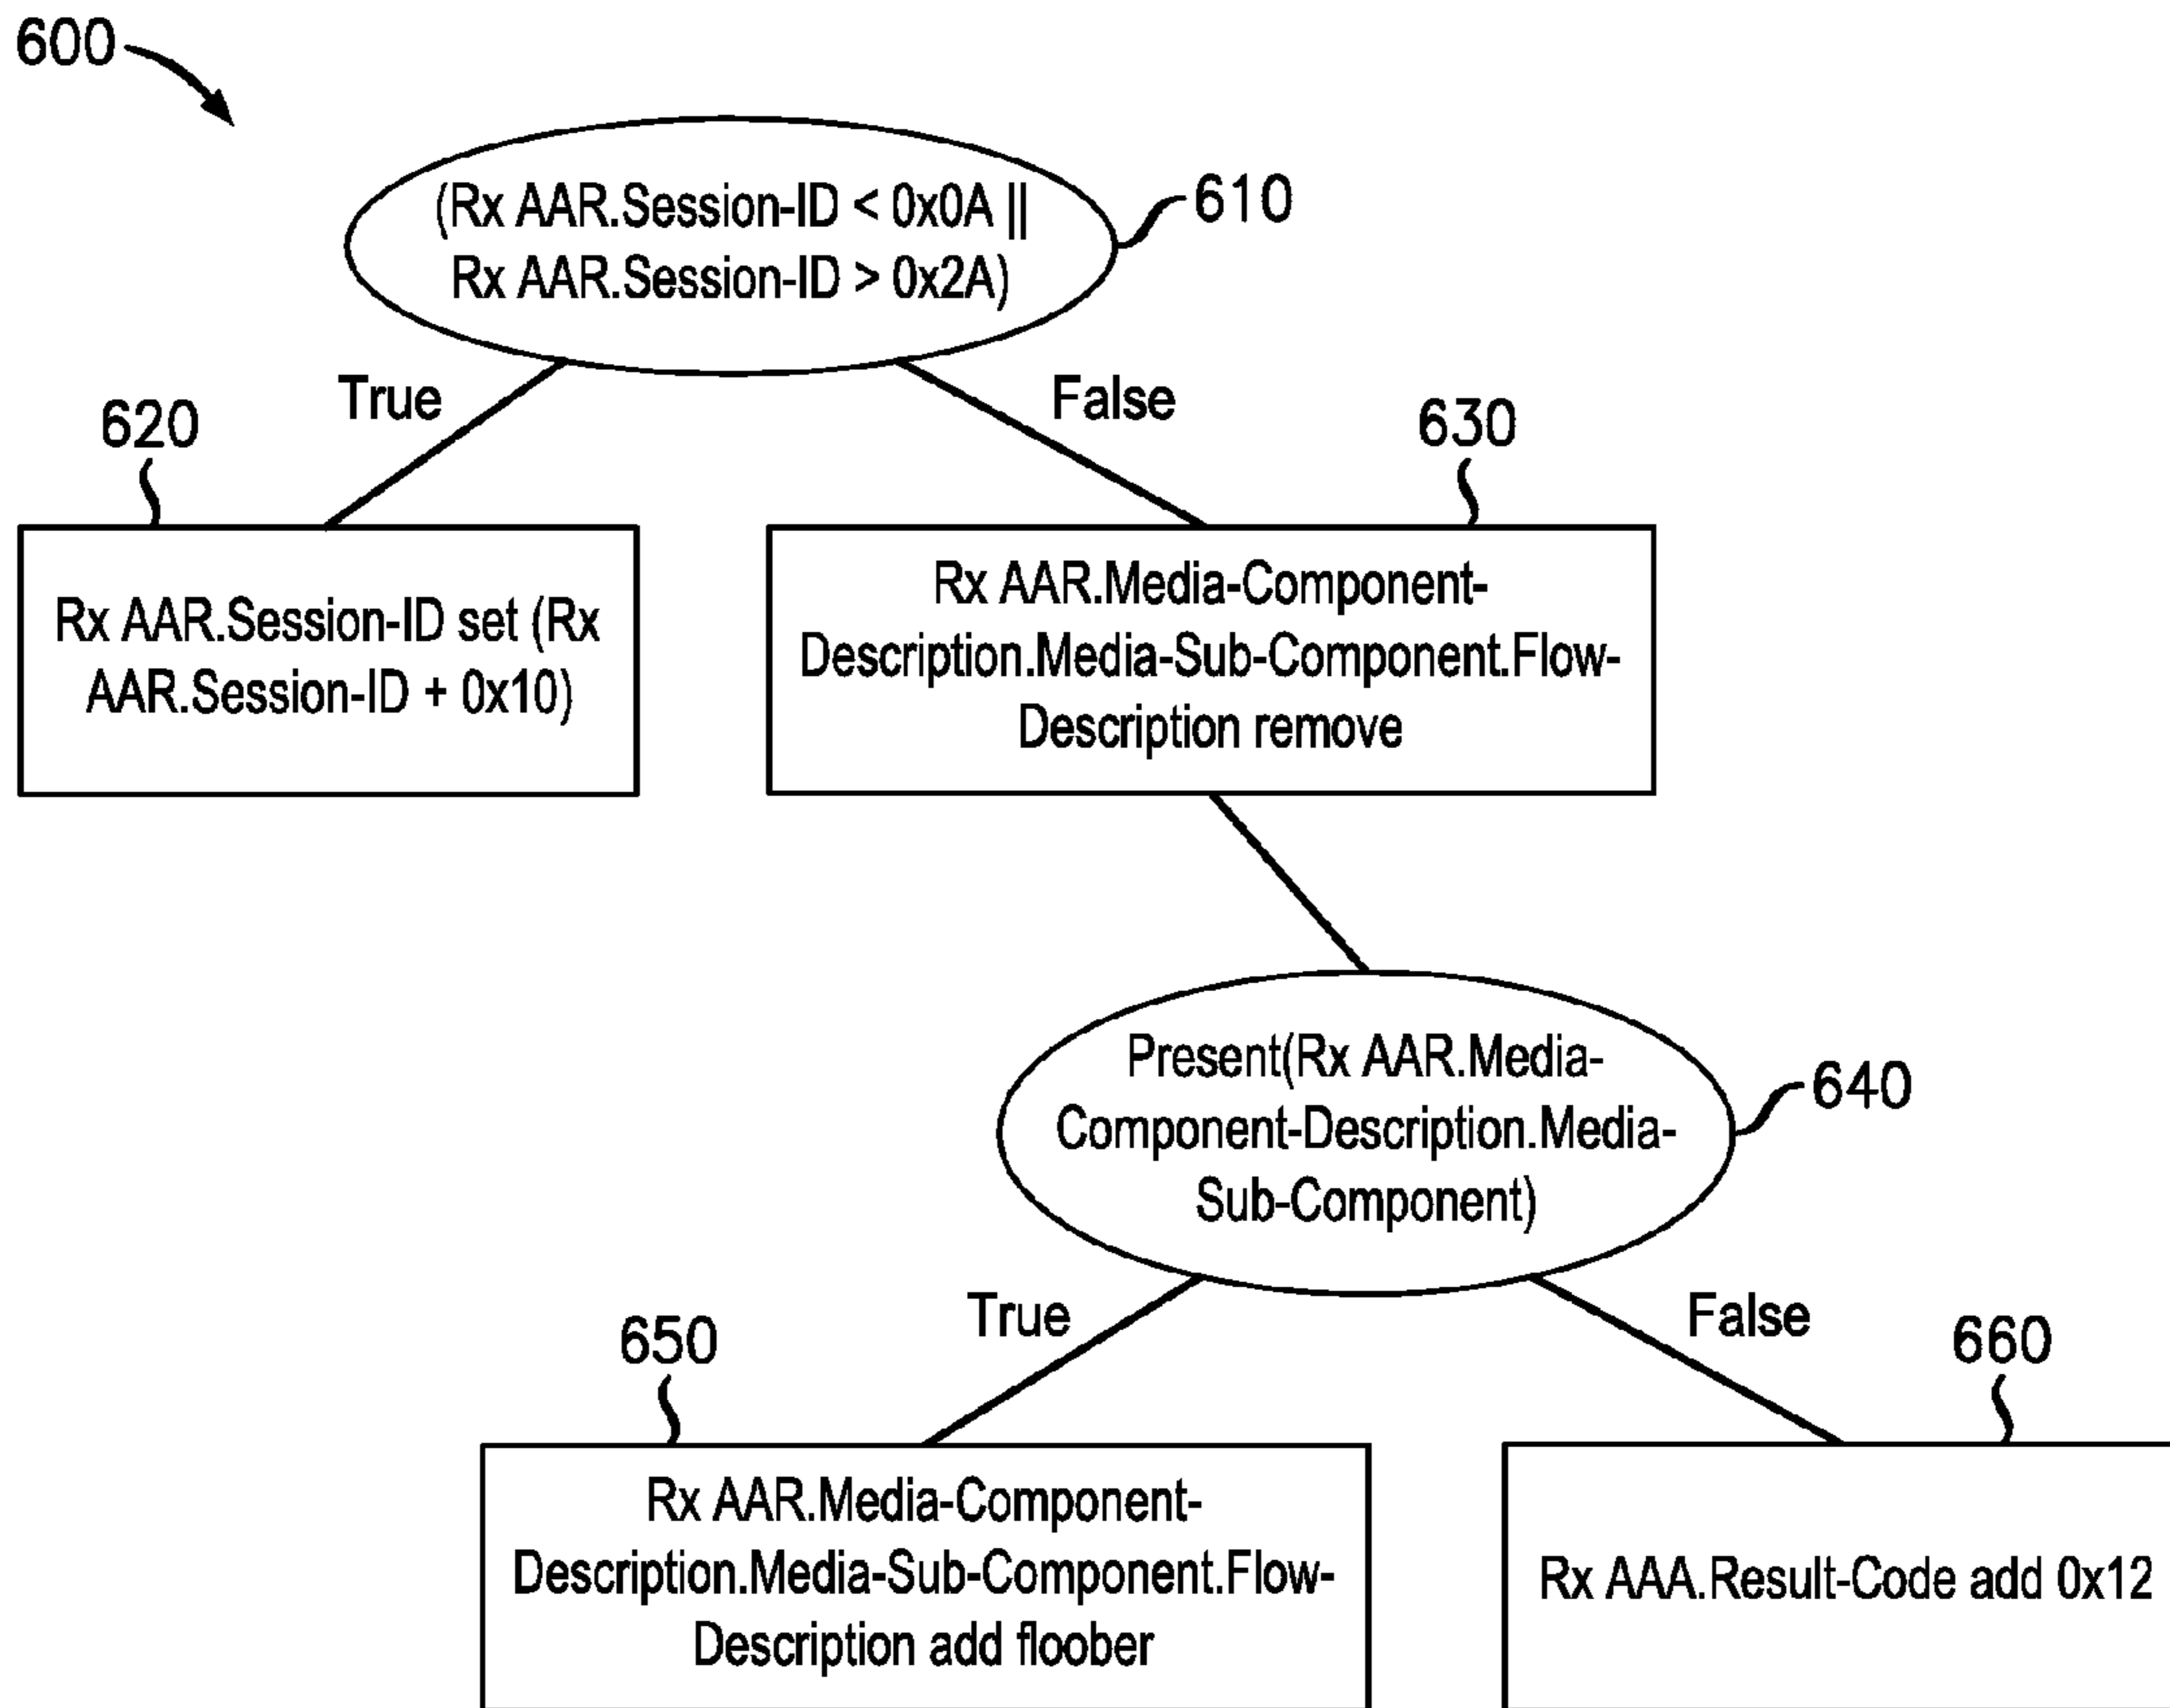 600
(Rx AAR.Session-ID < 0x0A ||
Rx AAR.Session-ID > 0x2A)
610
True
False
620
630
Rx AAR.Session-ID set (Rx
AAR.Session-ID + 0x10)
Rx AAR.Media-Component-
Description.Media-Sub-Component.Flow-
Description remove
Present(Rx AAR.Media-
Component-Description.Media-
Sub-Component)
640
True
False
650
660
Rx AAR.Media-Component-
Description.Media-Sub-Component.Flow-
Description add floober
Rx AAA.Result-Code add 0x12